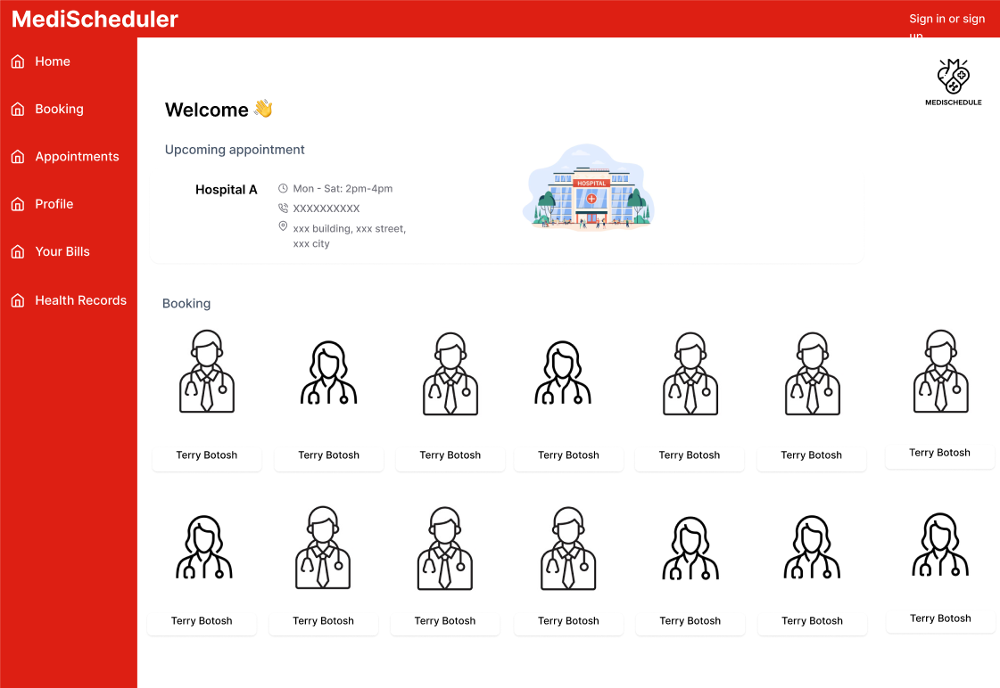 MediScheduler
Sign in or sign
up
Home
Booking
Appointments
Profile
Your Bills
Health Records
MEDISCHEDULE
Welcome 👋
Upcoming appointment
Hospital A
Mon - Sat: 2pm-4pm
XXXXXXXXXX
xxx building, xxx street,
xxx city
HOSPITAL
Booking
Terry Botosh
Terry Botosh
Terry Botosh
Terry Botosh
Terry Botosh
Terry Botosh
Terry Botosh
Terry Botosh
Terry Botosh
Terry Botosh
Terry Botosh
Terry Botosh
Terry Botosh
Terry Botosh